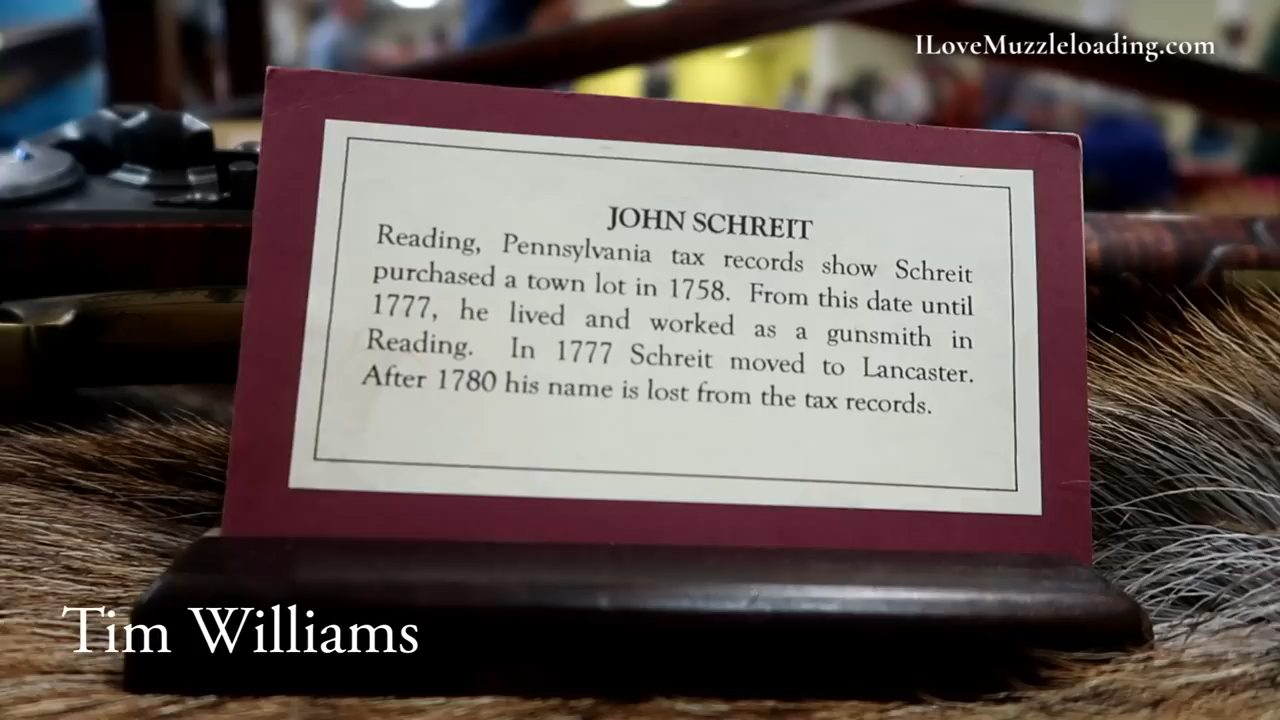 ILoveMuzzleloading.com
JOHN SCHREIT
Reading, Pennsylvania tax records show Schreit
purchased a town lot in 1758. From this date until
1777, he lived and worked as a gunsmith in
Reading. In 1777 Schreit moved to Lancaster.
After 1780 his name is lost from the tax records.
Tim Williams